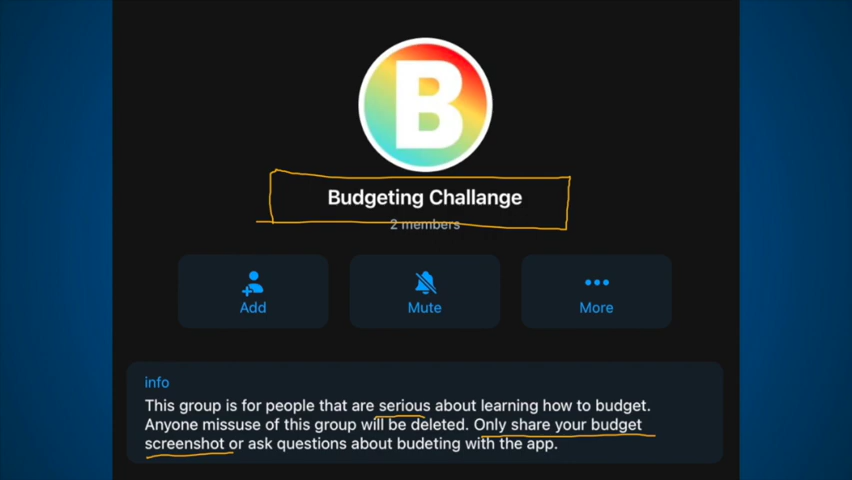 B
Budgeting Challange
2 members
Add
Mute
More
info
This group is for people that are serious about learning how to budget.
Anyone missuse of this group will be deleted. Only share your budget
screenshot or ask questions about budeting with the app.